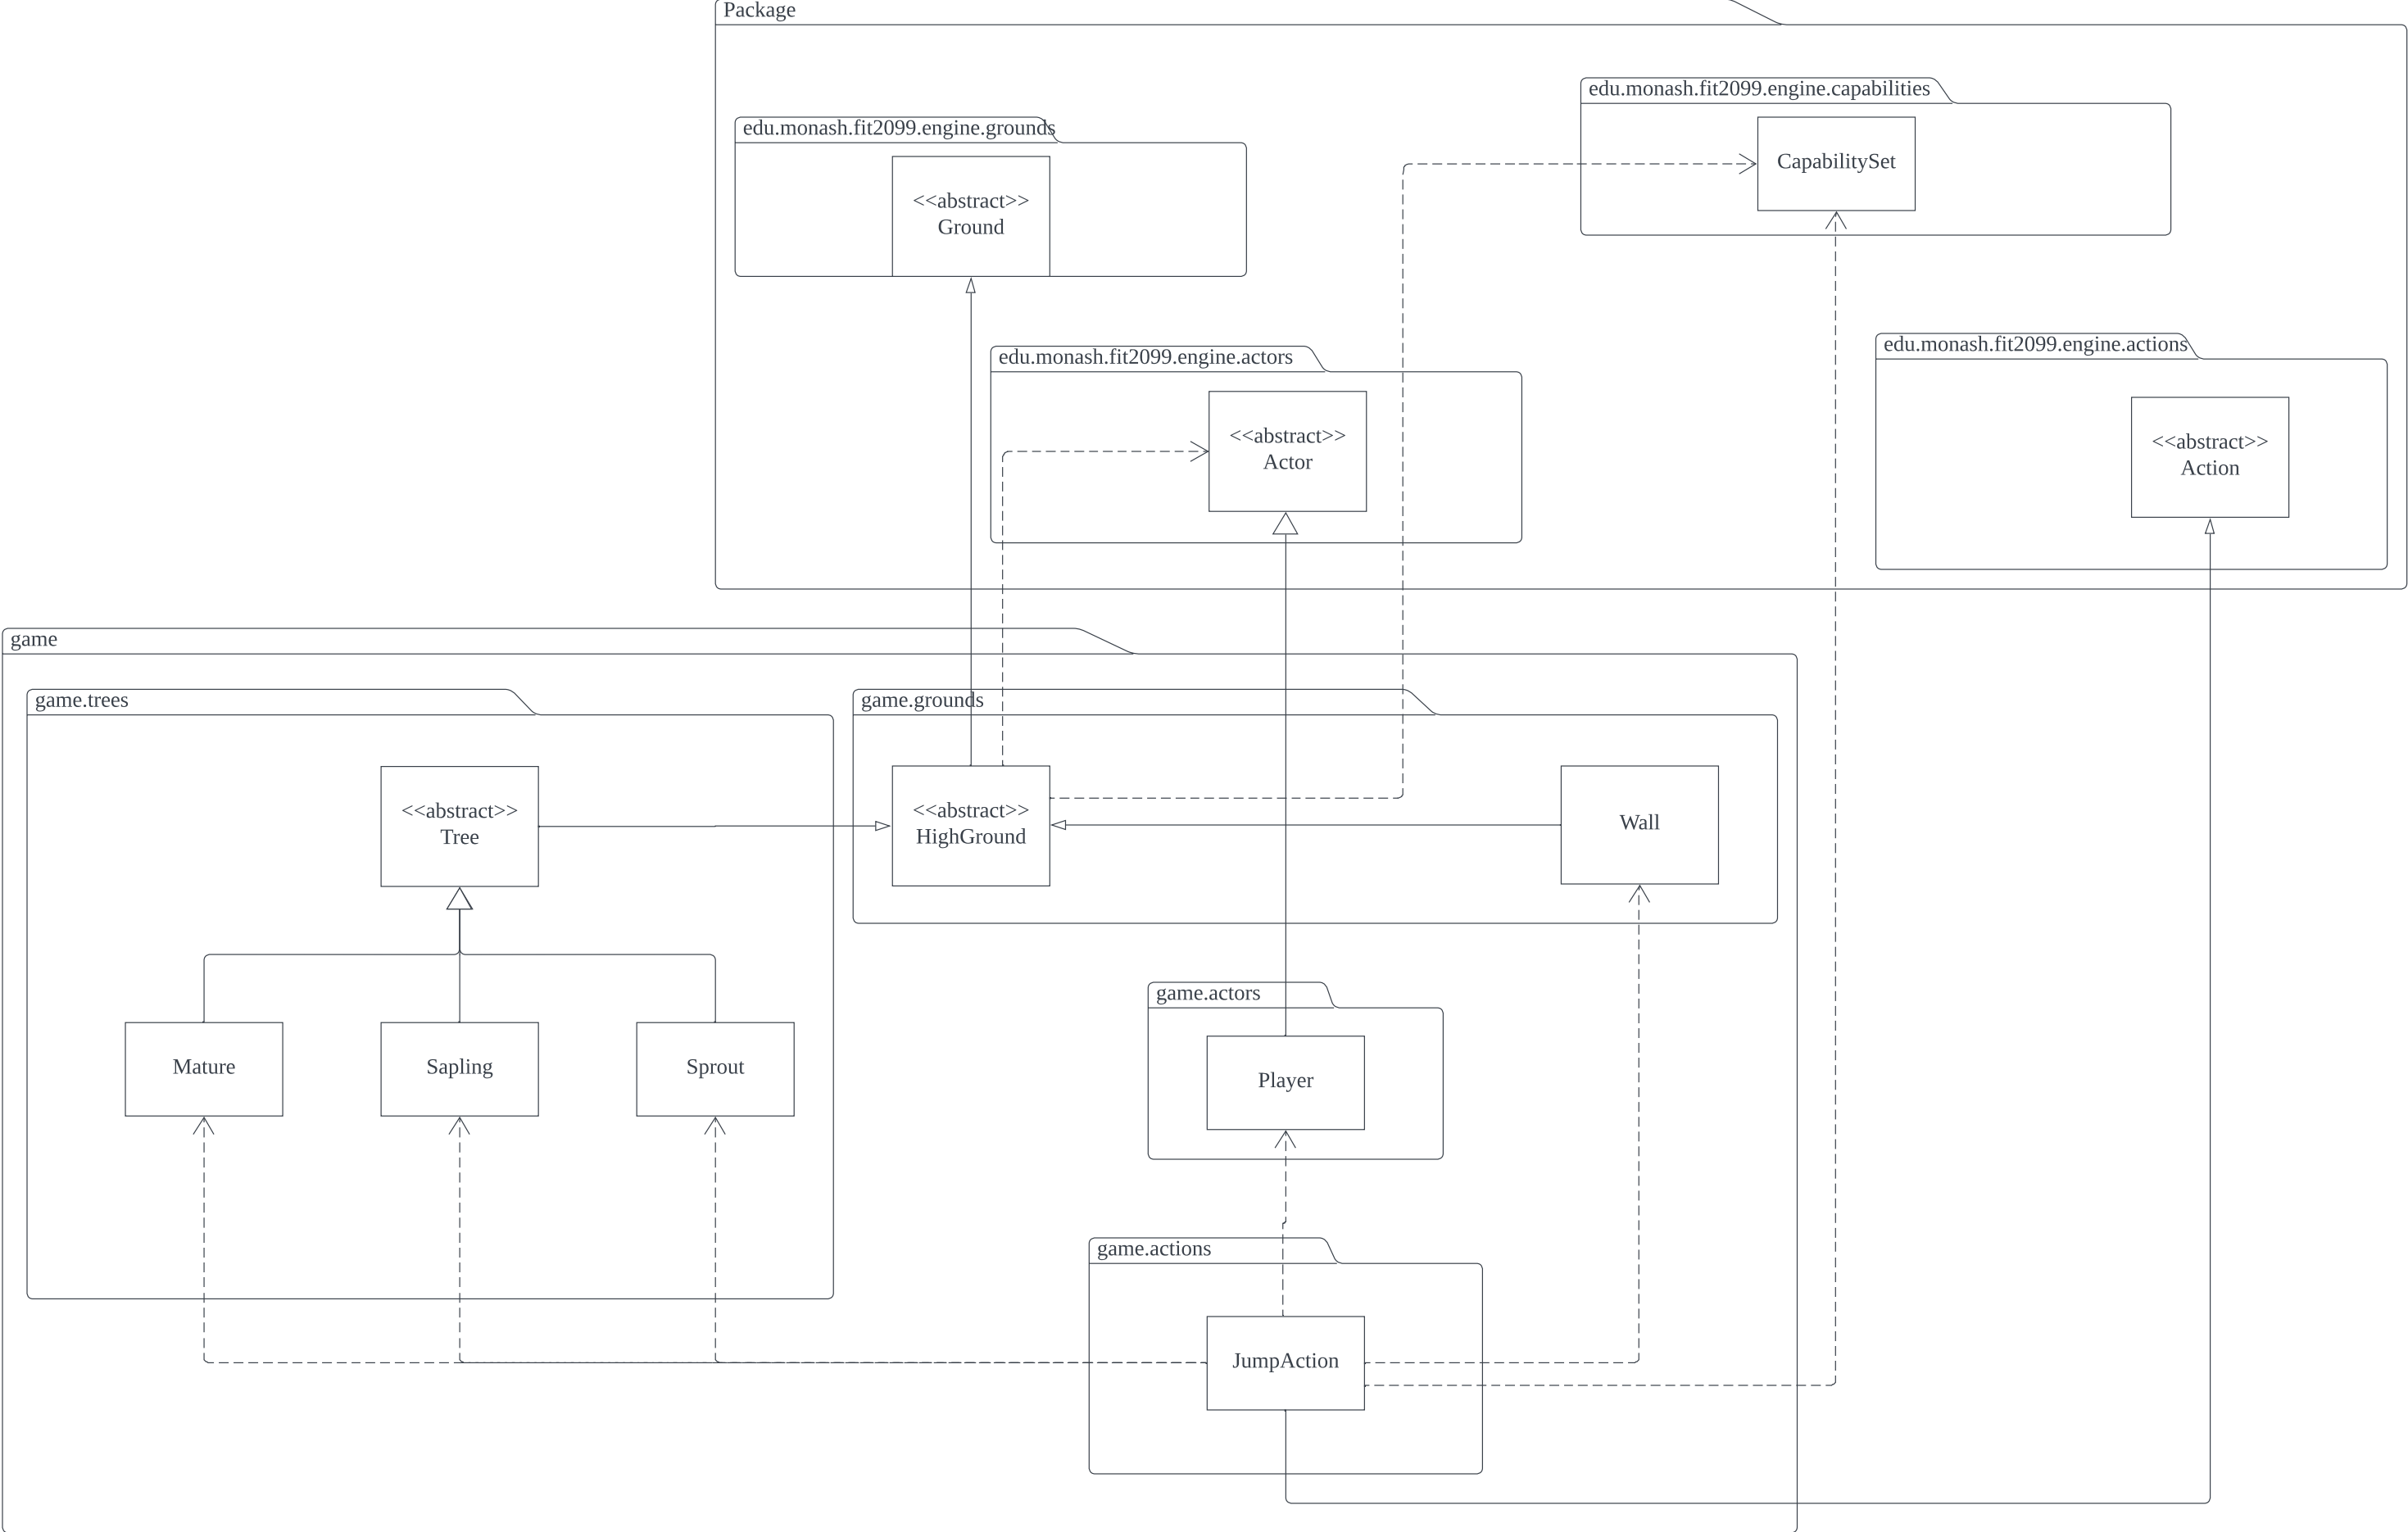 Package
edu.monash.fit2099.engine.capabilities
edu.monash.fit2099.engine.grounds
CapabilitySet
<<abstract>>
Ground
edu.monash.fit2099.engine.actors
edu.monash.fit2099.engine.actions
<<abstract>>
Actor
<<abstract>>
Action
game
game.trees
game.grounds
<<abstract>>
Tree
<<abstract>>
HighGround
Wall
game.actors
Mature
Sapling
Sprout
Player
game.actions
JumpAction